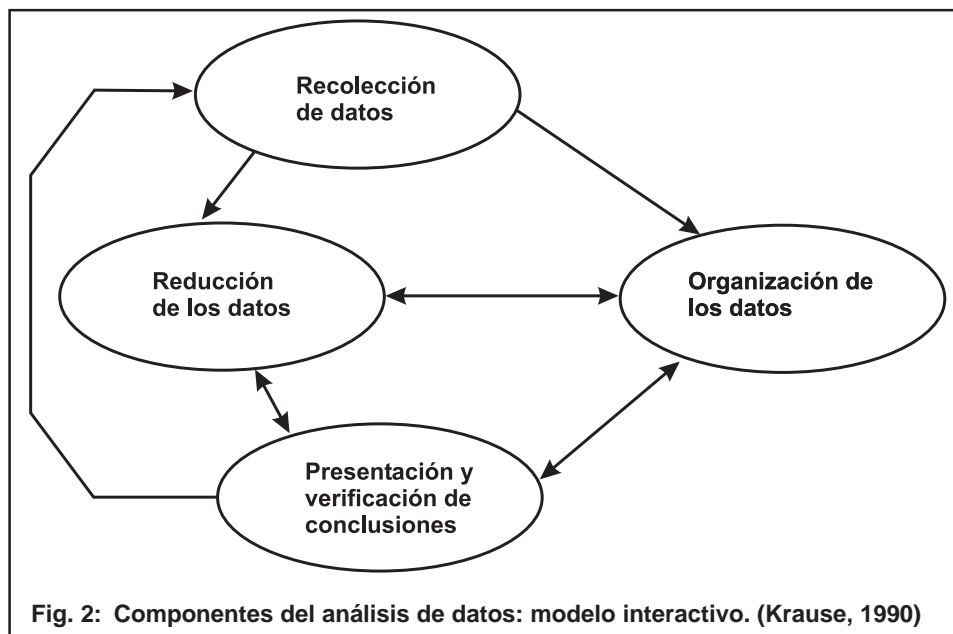 Recolección
de datos
Reducción
de los datos
Organización de
los datos
Presentación y
verificación de
conclusiones
Fig. 2: Componentes del análisis de datos: modelo interactivo. (Krause, 1990)